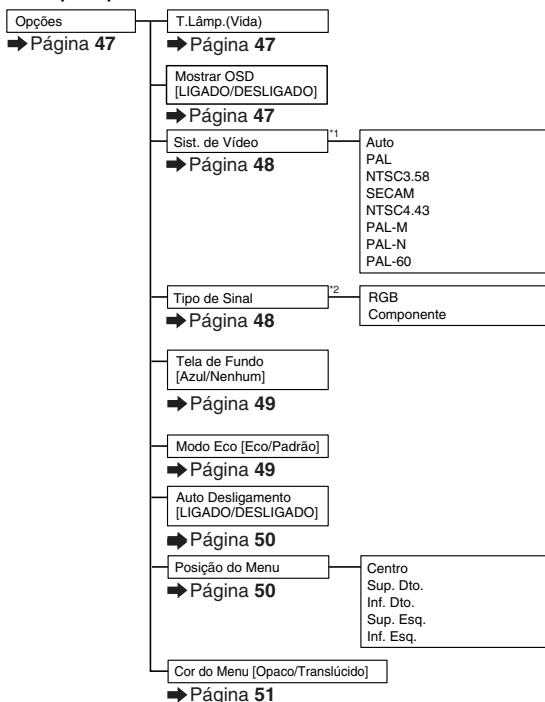 Opções
➡ Página 47
T.Lâmp.(Vida)
➡ Página 47
Mostrar OSD
[LIGADO/DESLIGADO]
➡ Página 47
Sist. de Vídeo
*1
➡ Página 48
Auto
PAL
NTSC3.58
SECAM
NTSC4.43
PAL-M
PAL-N
PAL-60
Tipo de Sinal
*2
➡ Página 48
RGB
Componente
Tela de Fundo
[Azul/Nenhum]
➡ Página 49
Modo Eco [Eco/Padrão]
➡ Página 49
Auto Desligamento
[LIGADO/DESLIGADO]
➡ Página 50
Posição do Menu
➡ Página 50
Centro
Sup. Dto.
Inf. Dto.
Sup. Esq.
Inf. Esq.
Cor do Menu [Opaco/Translúcido]
➡ Página 51